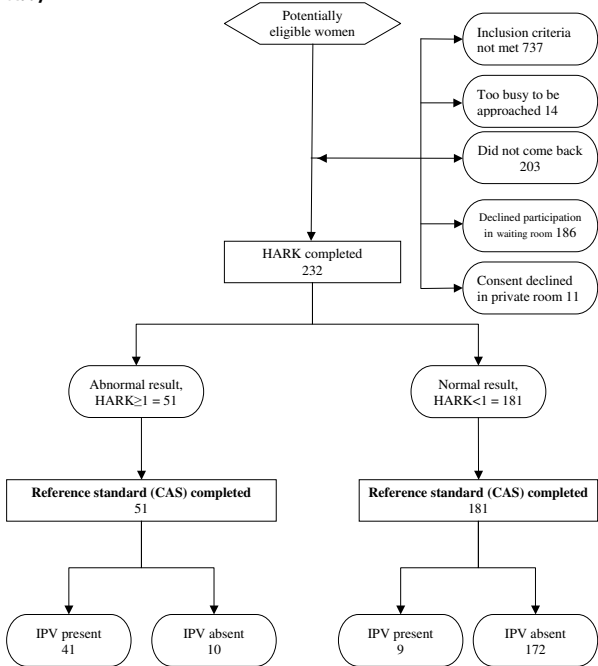 Potentially
eligible women
Inclusion criteria
not met 737
Too busy to be
approached 14
Did not come back
203
Declined participation
in waiting room 186
Consent declined
in private room 11
HARK completed
232
Abnormal result,
HARK≥1 = 51
Normal result,
HARK<1 = 181
Reference standard (CAS) completed
51
Reference standard (CAS) completed
181
IPV present
41
IPV absent
10
IPV present
9
IPV absent
172